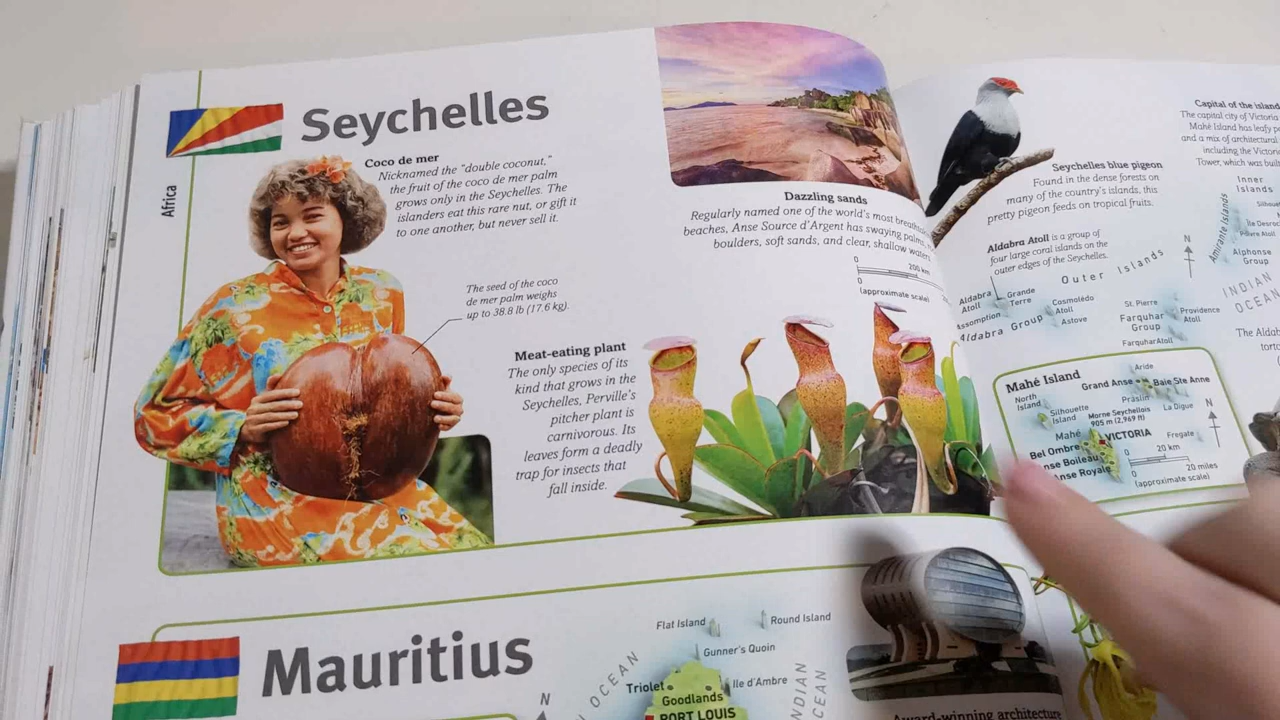 Seychelles
Africa
Coco de mer
Nicknamed the "double coconut,"
the fruit of the coco de mer palm
grows only in the Seychelles. The
islanders eat this rare nut, or gift it
to one another, but never sell it.
The seed of the coco
de mer palm weighs
up to 38.8 lb (17.6 kg).
Meat-eating plant
The only species of its
kind that grows in the
Seychelles, Perville's
pitcher plant is
carnivorous. Its
leaves form a deadly
trap for insects that
fall inside.
Dazzling sands
Regularly named one of the world's most
beaches, Anse Source d'Argent has swaying palms,
boulders, soft sands, and clear, shallow waters
0
200 km
0
(approximate scale)
Seychelles blue pigeon
Found in the dense forests on
many of the country's islands, this
pretty pigeon feeds on tropical fruits.
Aldabra Atoll is a group of
four large coral islands on the
outer edges of the Seychelles.
Capital of the island
The capital city of Victoria
Mahé Island has leafy
and a mix of architectural
including the
Tower, which was built
Inner
Islands
Amirante Islands
Alphonse
Group
INDIAN
OCEAN
N
Outer Islands
Aldabra
Atoll
Grande
Terre
Cosmolédo
Atoll
Assumption
Astove
Aldabra Group
St. Pierre
Farquhar
Group
Providence
Atoll
Farquhar Atoll
The
Mahé Island
Aride
North
Island
Grand Anse
Baie Ste Anne
Praslin
Silhouette
Island
La Digue
Morne Seychellois
905 m (2,969 ft)
N
Mahé
VICTORIA
Fregate
Bel Ombre
Anse Boileau
Anse Royale
0
20 miles
(approximate scale)
Mauritius
Flat Island
Round Island
Gunner's Quoin
Triolet
Ile d'Ambre
Goodlands
PORT LOUIS
N
OCEAN
INDIAN
OCEAN
Award-winning architecture